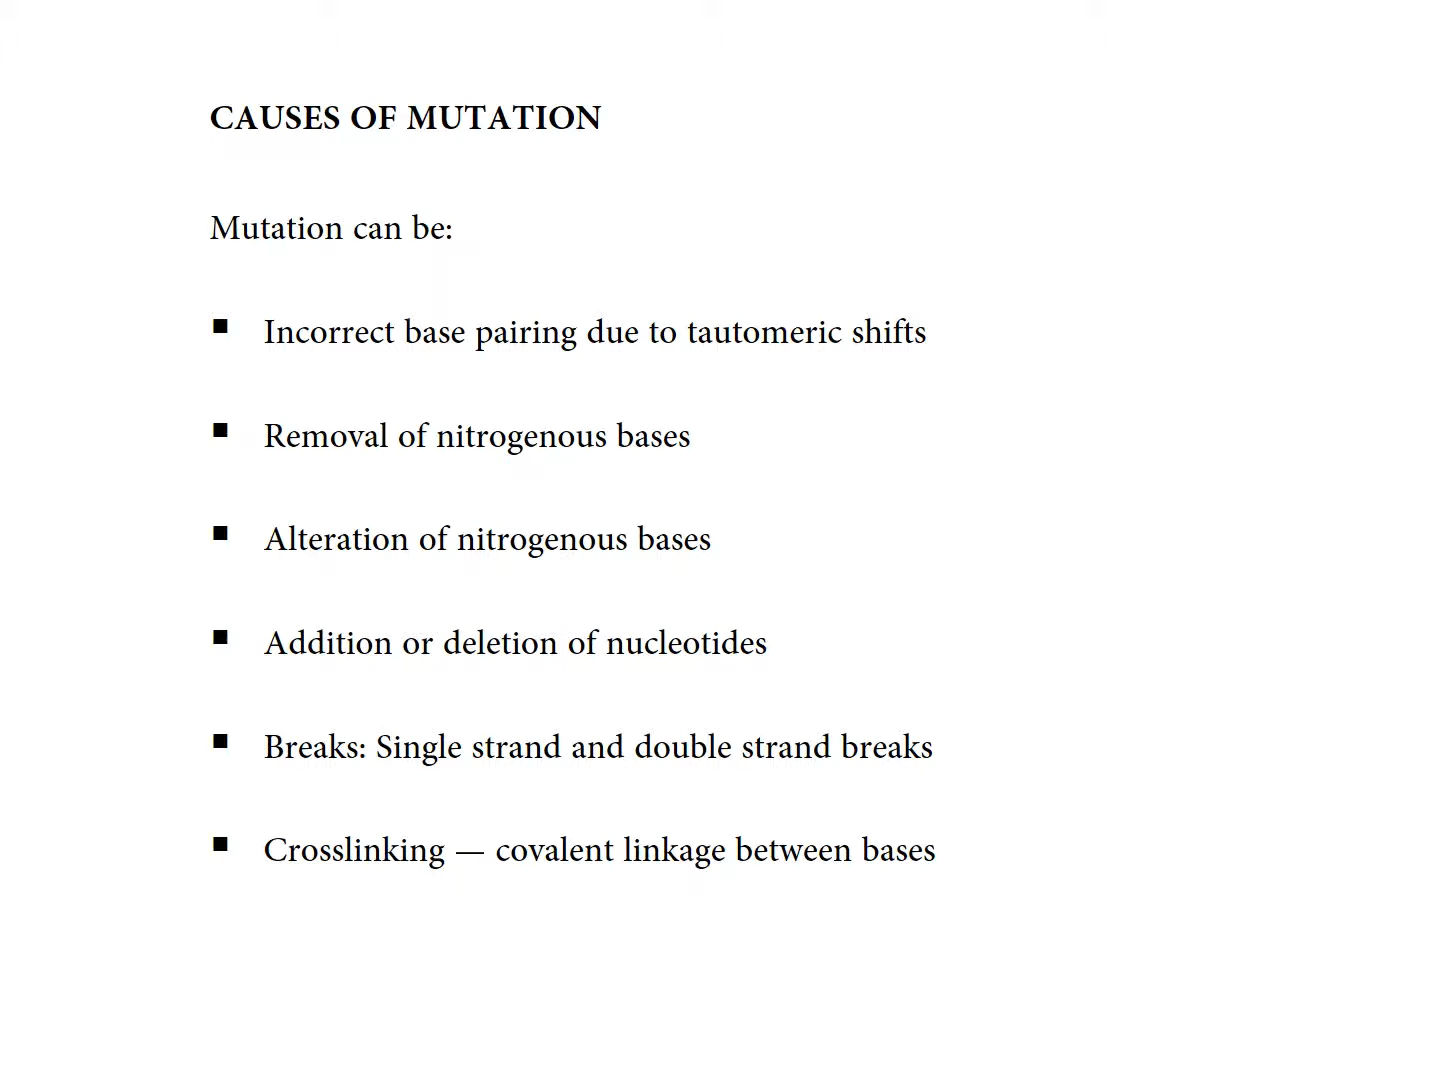 CAUSES OF MUTATION
Mutation can be:
▪ Incorrect base pairing due to tautomeric shifts
▪ Removal of nitrogenous bases
▪ Alteration of nitrogenous bases
▪ Addition or deletion of nucleotides
▪ Breaks: Single strand and double strand breaks
▪ Crosslinking — covalent linkage between bases